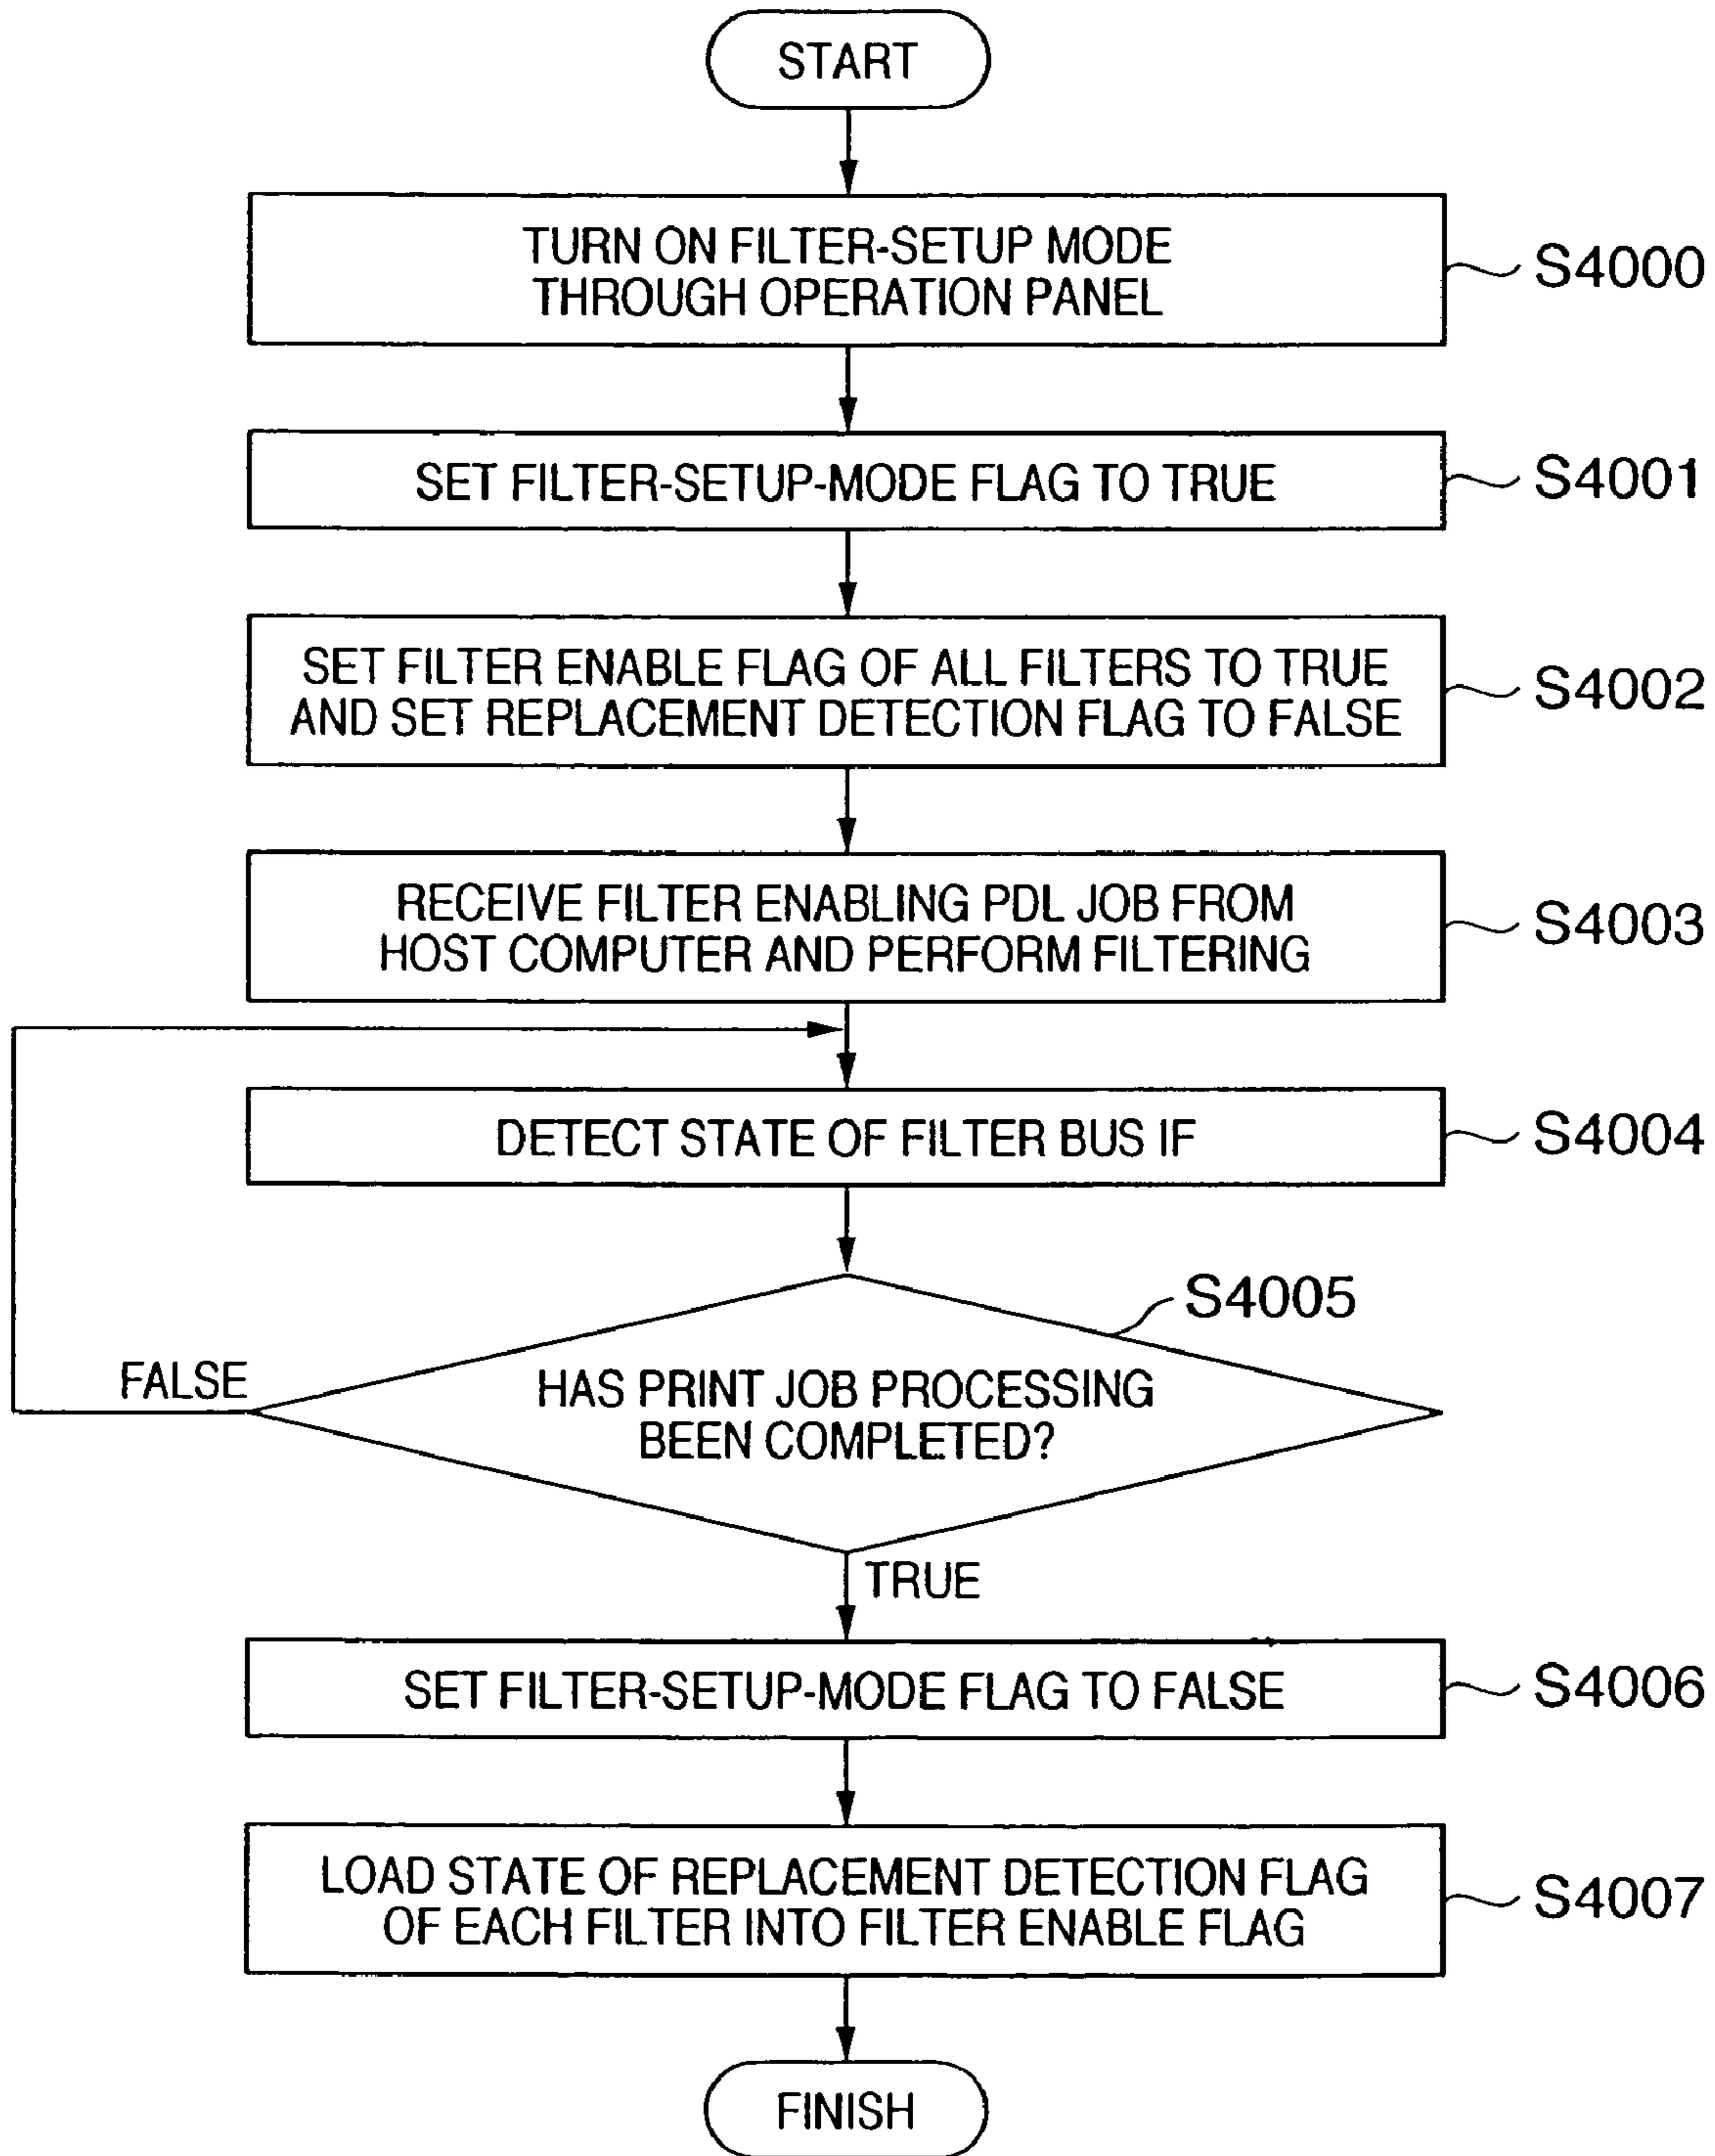 START
TURN ON FILTER-SETUP MODE
THROUGH OPERATION PANEL
S4000
SET FILTER-SETUP-MODE FLAG TO TRUE
S4001
SET FILTER ENABLE FLAG OF ALL FILTERS TO TRUE
AND SET REPLACEMENT DETECTION FLAG TO FALSE
S4002
RECEIVE FILTER ENABLING PDL JOB FROM
HOST COMPUTER AND PERFORM FILTERING
S4003
DETECT STATE OF FILTER BUS IF
S4004
S4005
HAS PRINT JOB PROCESSING
BEEN COMPLETED?
FALSE
TRUE
SET FILTER-SETUP-MODE FLAG TO FALSE
S4006
LOAD STATE OF REPLACEMENT DETECTION FLAG
OF EACH FILTER INTO FILTER ENABLE FLAG
S4007
FINISH